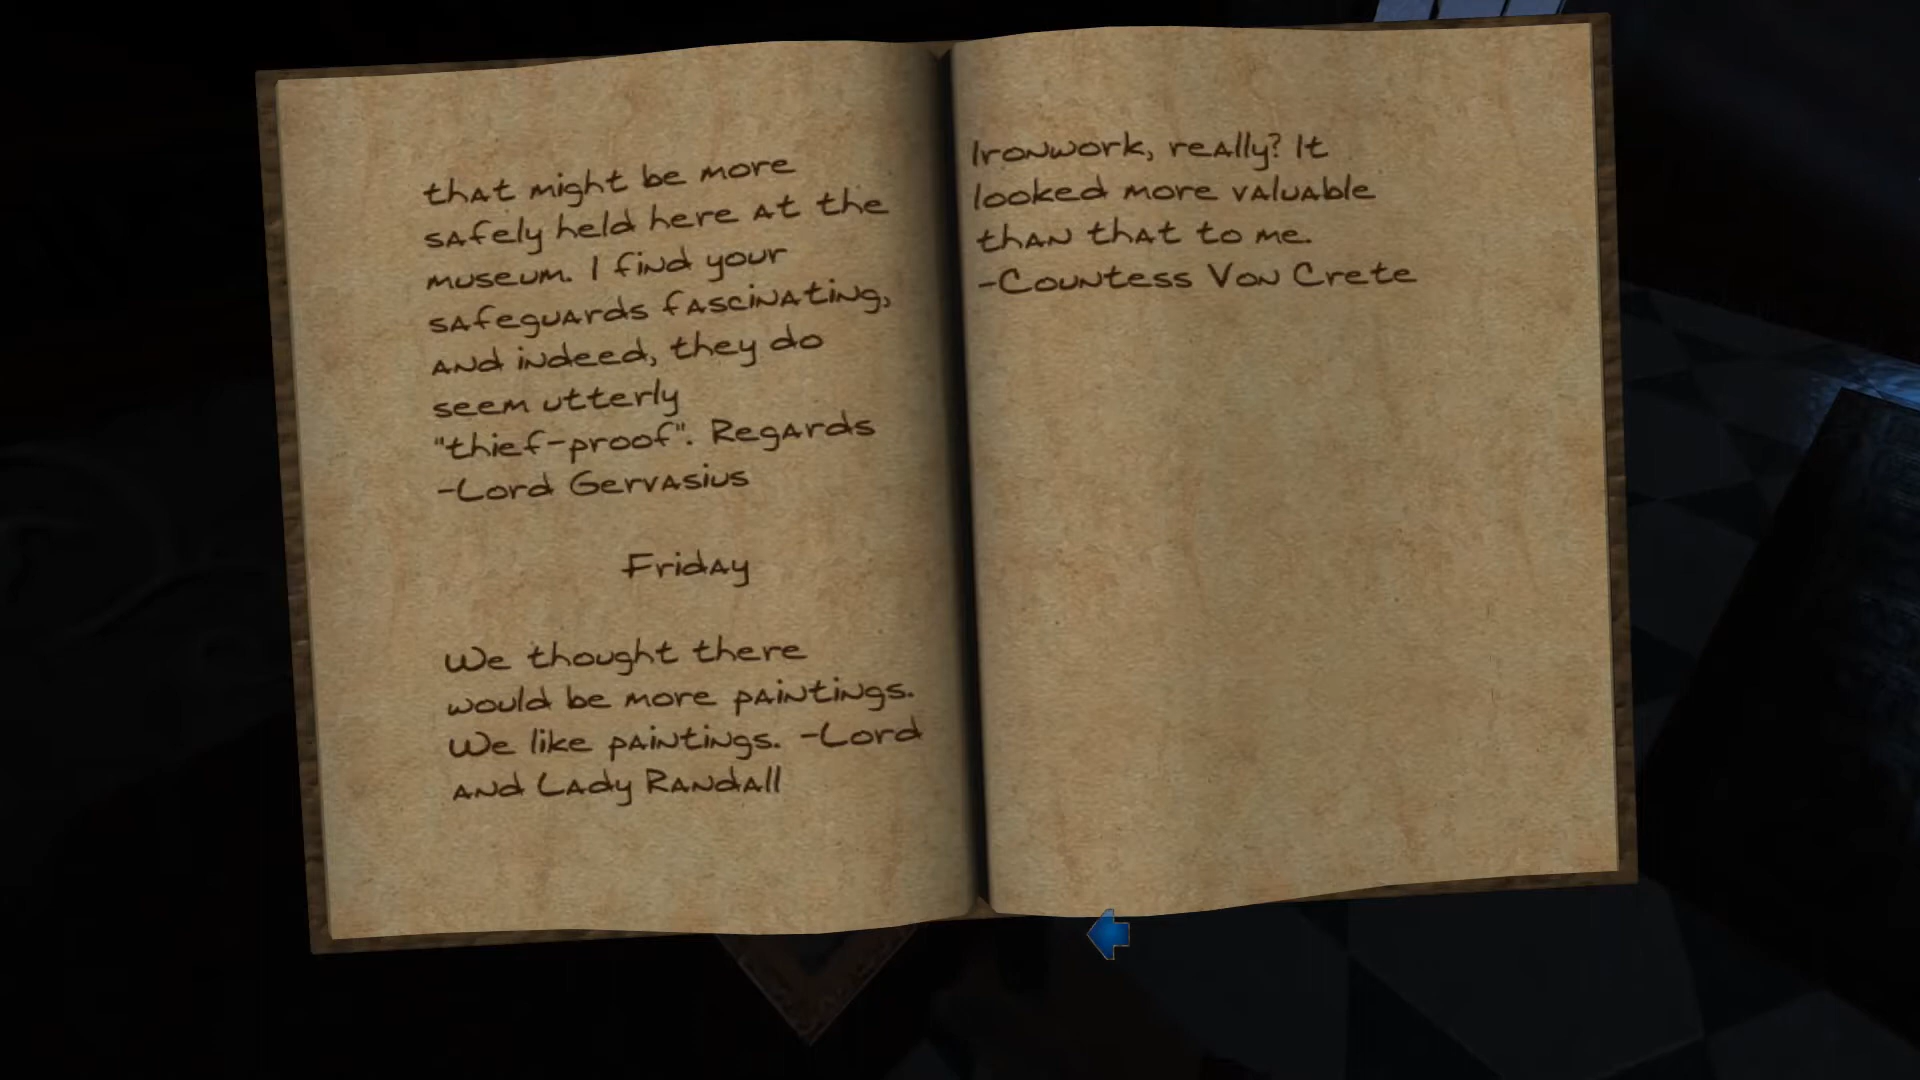 that might be more
safely held here at the
museum. I find your
safeguards fascinating,
and indeed, they do
seem utterly
"thief-proof". Regards
-Lord Gervasius
Friday
We thought there
would be more paintings.
We like paintings. -Lord
and Lady Randall
Ironwork, really? It
looked more valuable
than that to me.
-Countess Von Crete